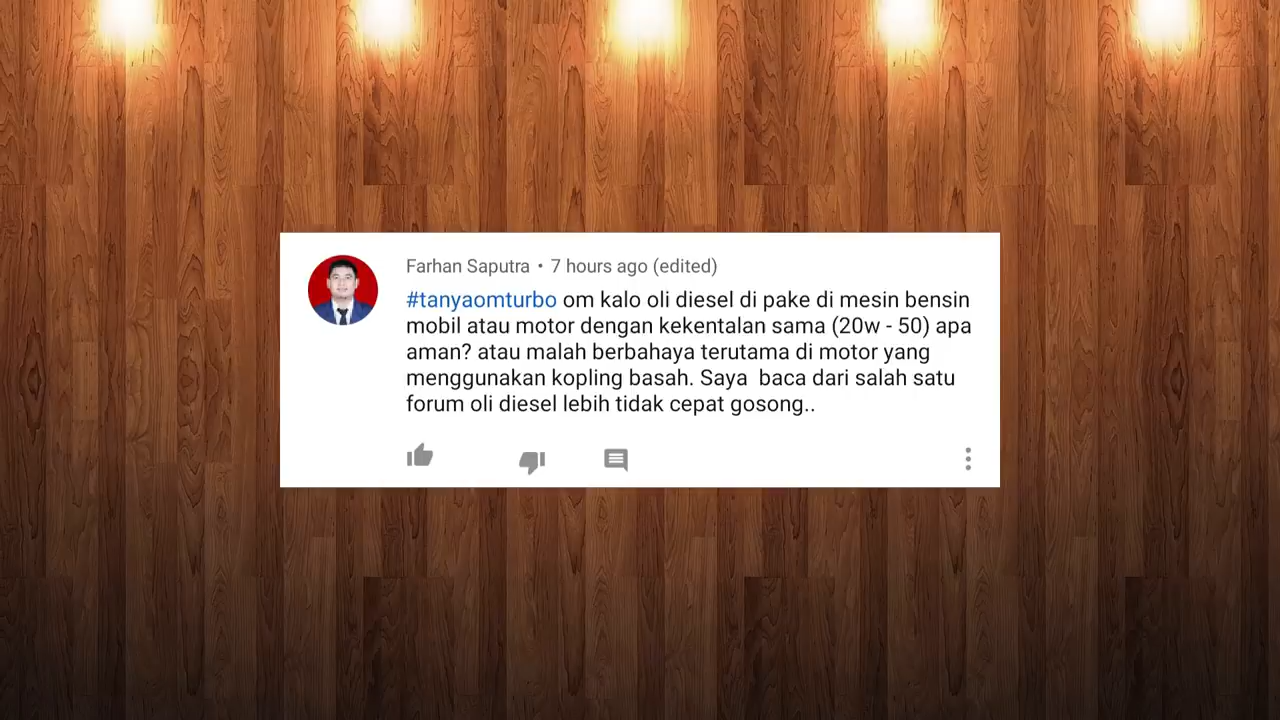 Farhan Saputra • 7 hours ago (edited)
#tanyaomturbo om kalo oli diesel di pake di mesin bensin
mobil atau motor dengan kekentalan sama (20w - 50) apa
aman? atau malah berbahaya terutama di motor yang
menggunakan kopling basah. Saya  baca dari salah satu
forum oli diesel lebih tidak cepat gosong..